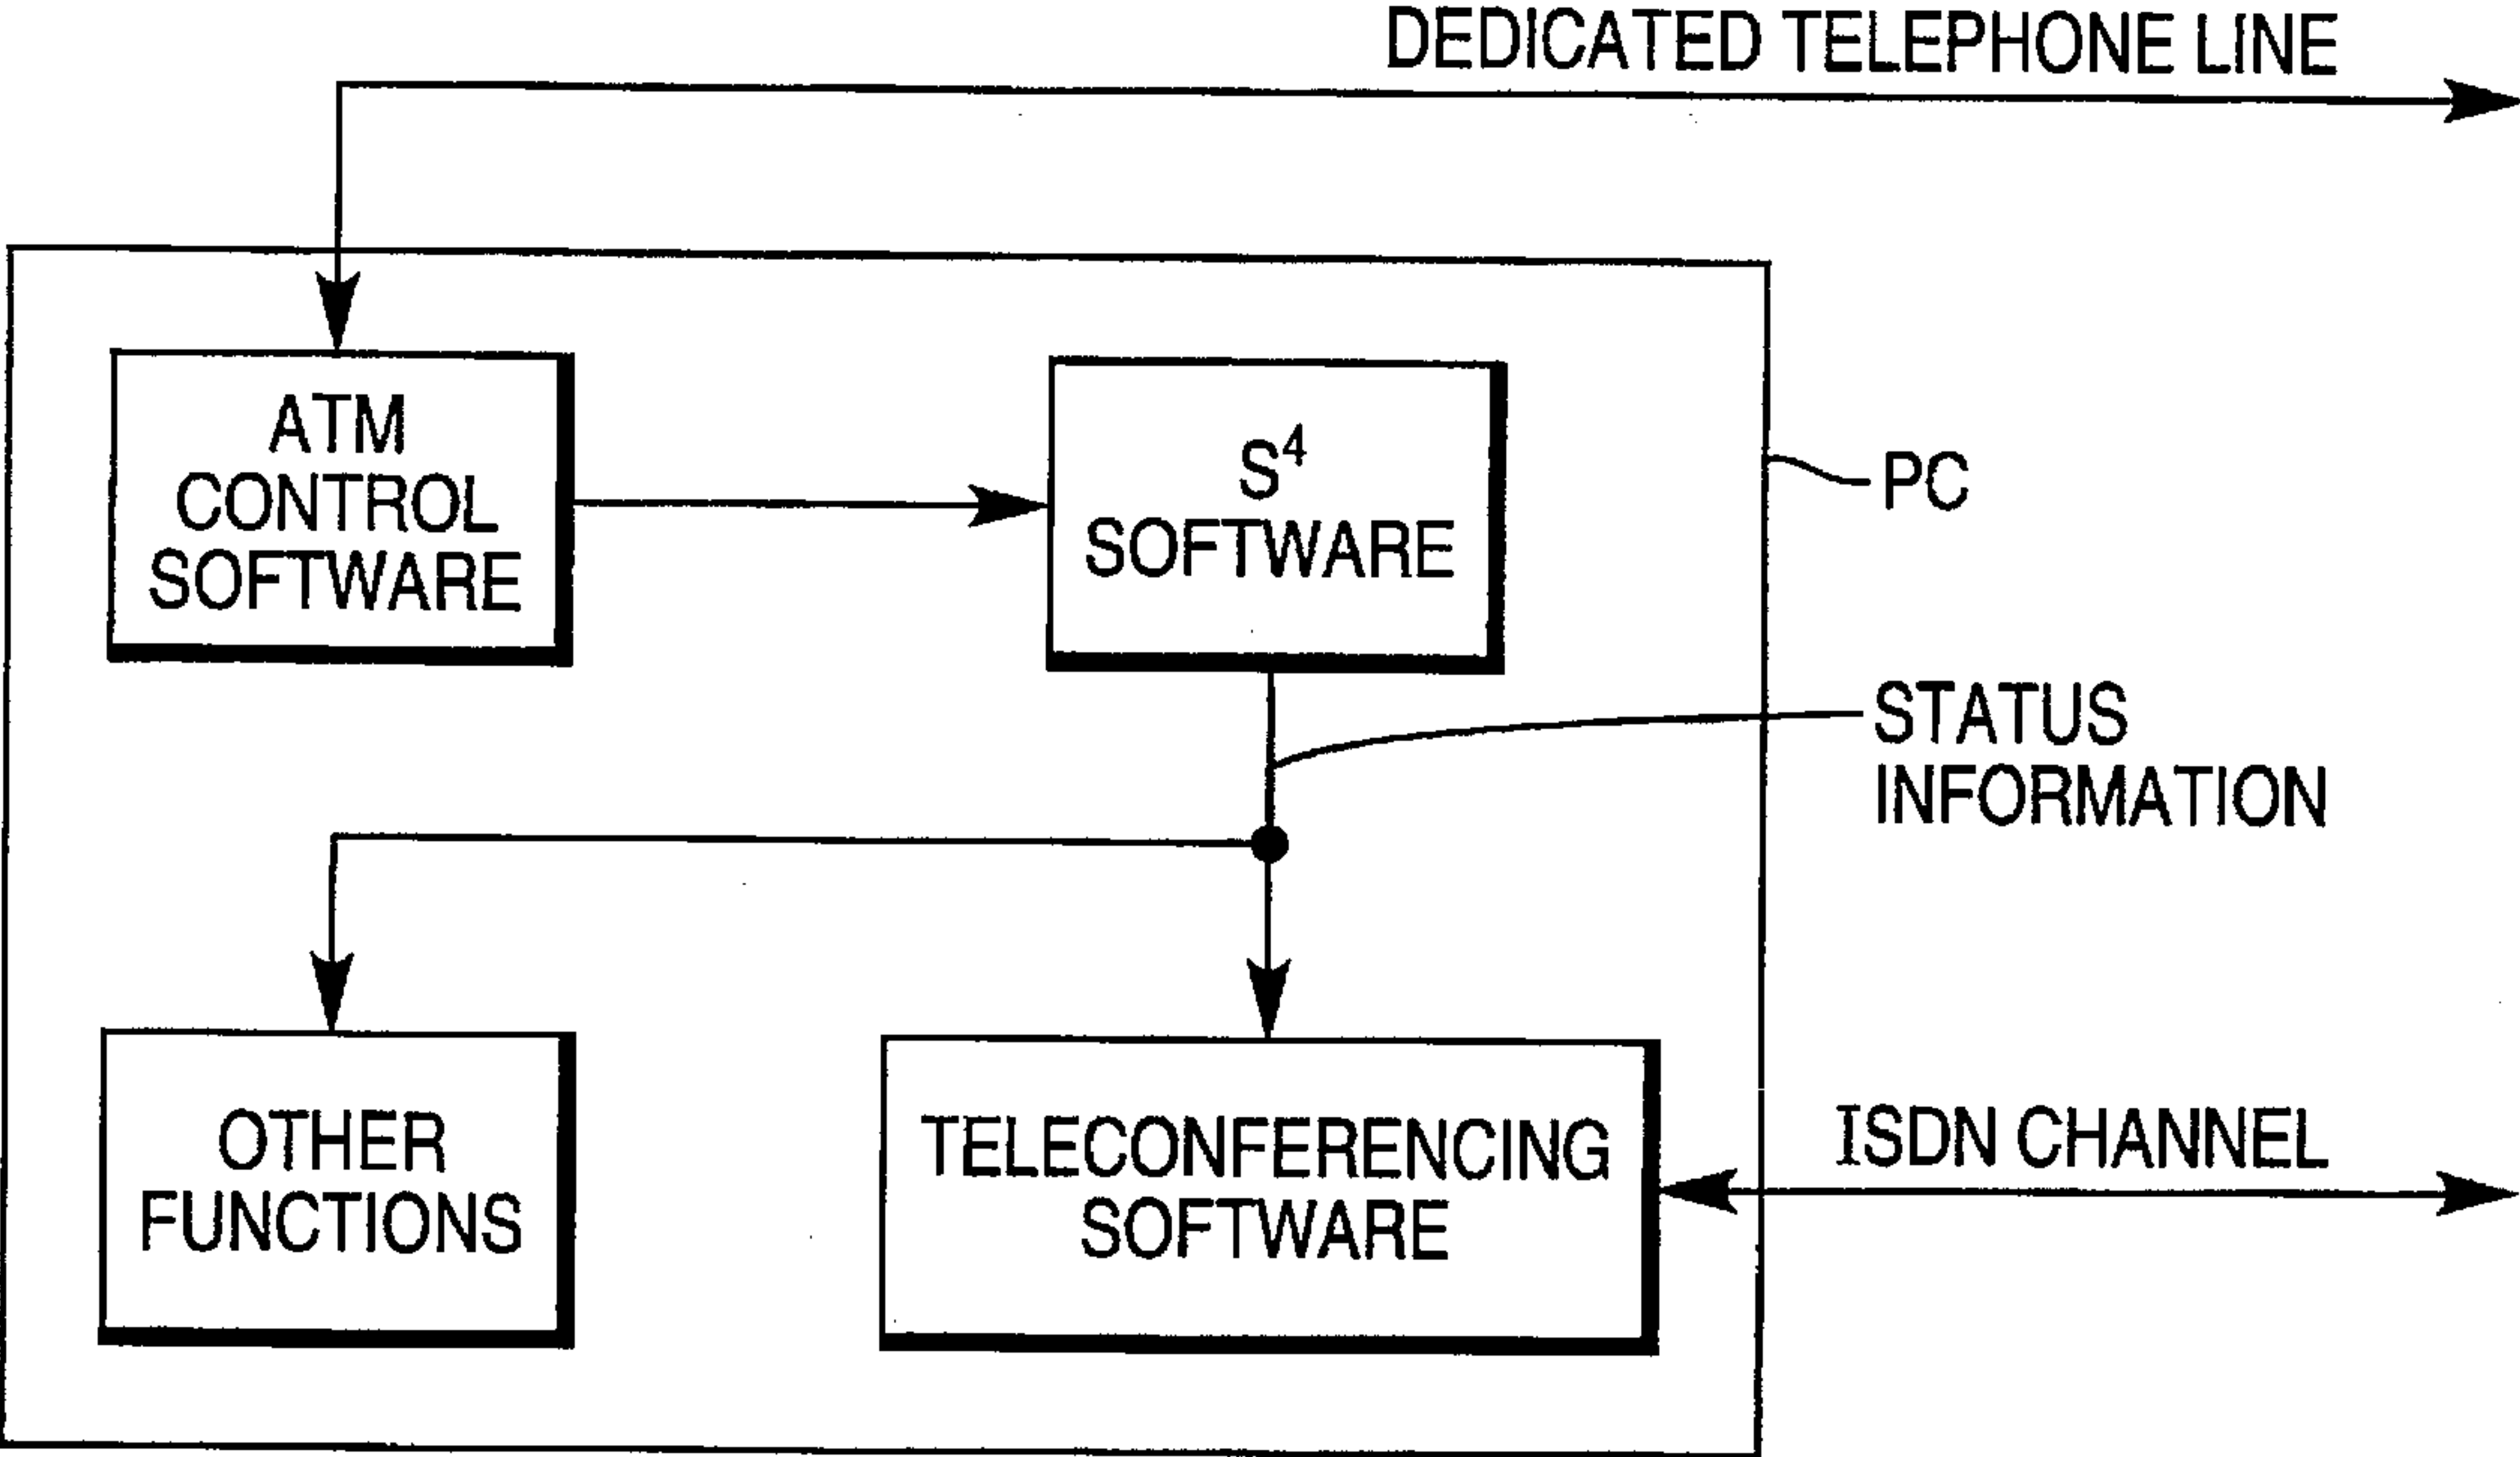 DEDICATED TELEPHONE LINE
ATM
CONTROL
SOFTWARE
S⁴
SOFTWARE
PC
STATUS
INFORMATION
OTHER
FUNCTIONS
TELECONFERENCING
SOFTWARE
ISDN CHANNEL